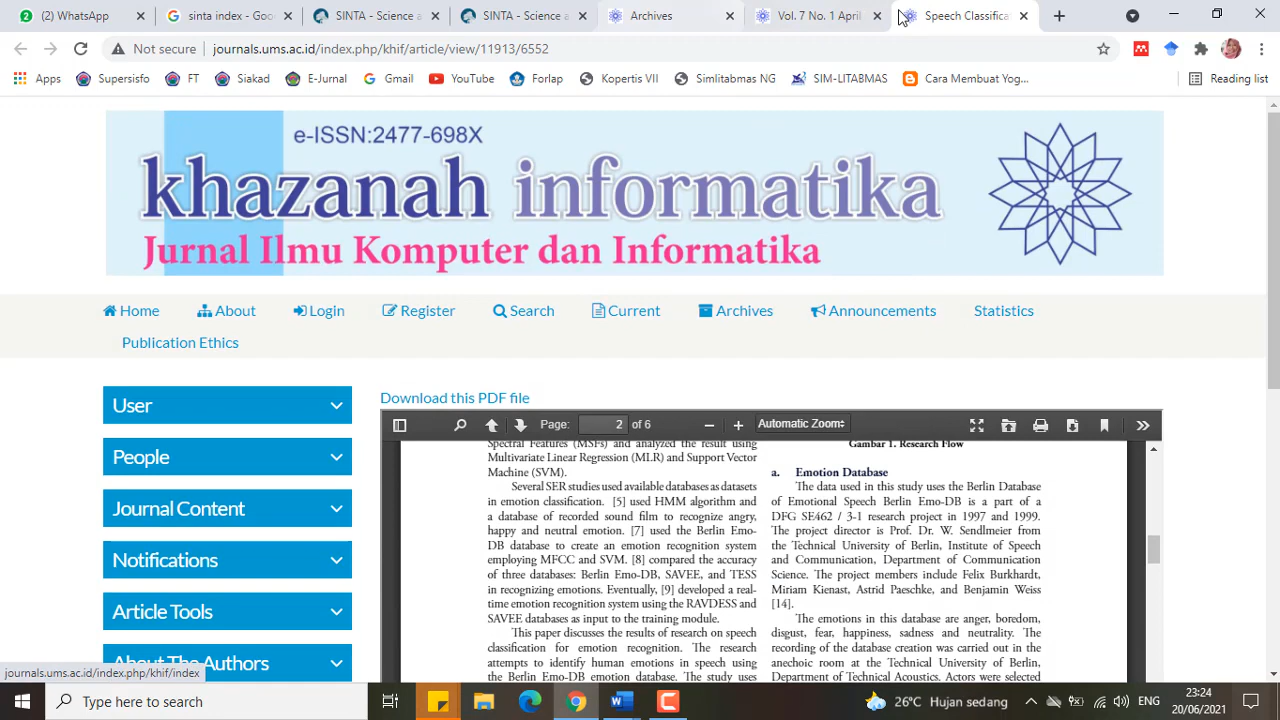 (2) WhatsApp
sinta index - Goo
SINTA - Science a
SINTA - Science a
Archives
Vol. 7 No. 1 April
Speech Classifica
Not secure
journals.ums.ac.id/index.php/khif/article/view/11913/6552
Apps
Supersisfo
FT
Siakad
E-Jurnal
Gmail
YouTube
Forlap
Kopertis VII
Simlitabmas NG
SIM-LITABMAS
Cara Membuat Yog...
Reading list
e-ISSN:2477-698X
khazanah informatika
Jurnal Ilmu Komputer dan Informatika
Home
About
Login
Register
Search
Current
Archives
Announcements
Statistics
Publication Ethics
User
People
Journal Content
Notifications
Article Tools
About The Authors
Download this PDF file
Page: 2 of 6
Automatic Zoom
Spectral Features (MSFs) and analyzed the result using
Multivariate Linear Regression (MLR) and Support Vector
Machine (SVM).
Several SER studies used available databases as datasets
in emotion classification. [5] used HMM algorithm and
a database of recorded sound film to recognize angry,
happy and neutral emotion. [7] used the Berlin Emo-
DB database to create an emotion recognition system
employing MFCC and SVM. [8] compared the accuracy
of three databases: Berlin Emo-DB, SAVEE, and TESS
in recognizing emotions. Eventually, [9] developed a real-
time emotion recognition system using the RAVDESS and
SAVEE databases as input to the training module.
This paper discusses the results of research on speech
classification for emotion recognition. The research
attempts to identify human emotions in speech using
the Berlin Emo-DB emotion database. The study uses
Gambar 1. Research Flow
a. Emotion Database
The data used in this study uses the Berlin Database
of Emotional Speech Berlin Emo-DB is a part of a
DFG SE462 / 3-1 research project in 1997 and 1999.
The project director is Prof. Dr. W. Sendlmeier from
the Technical University of Berlin, Institute of Speech
and Communication, Department of Communication
Science. The project members include Felix Burkhardt,
Miriam Kienast, Astrid Paeschke, and Benjamin Weiss
[14].
The emotions in this database are anger, boredom,
disgust, fear, happiness, sadness and neutrality. The
recording of the database creation was carried out in the
anechoic room at the Technical University of Berlin,
Department of Technical Acoustics. Actors were selected
journals.ums.ac.id/index.php/khif/index
Type here to search
26°C Hujan sedang
ENG
23:24
20/06/2021